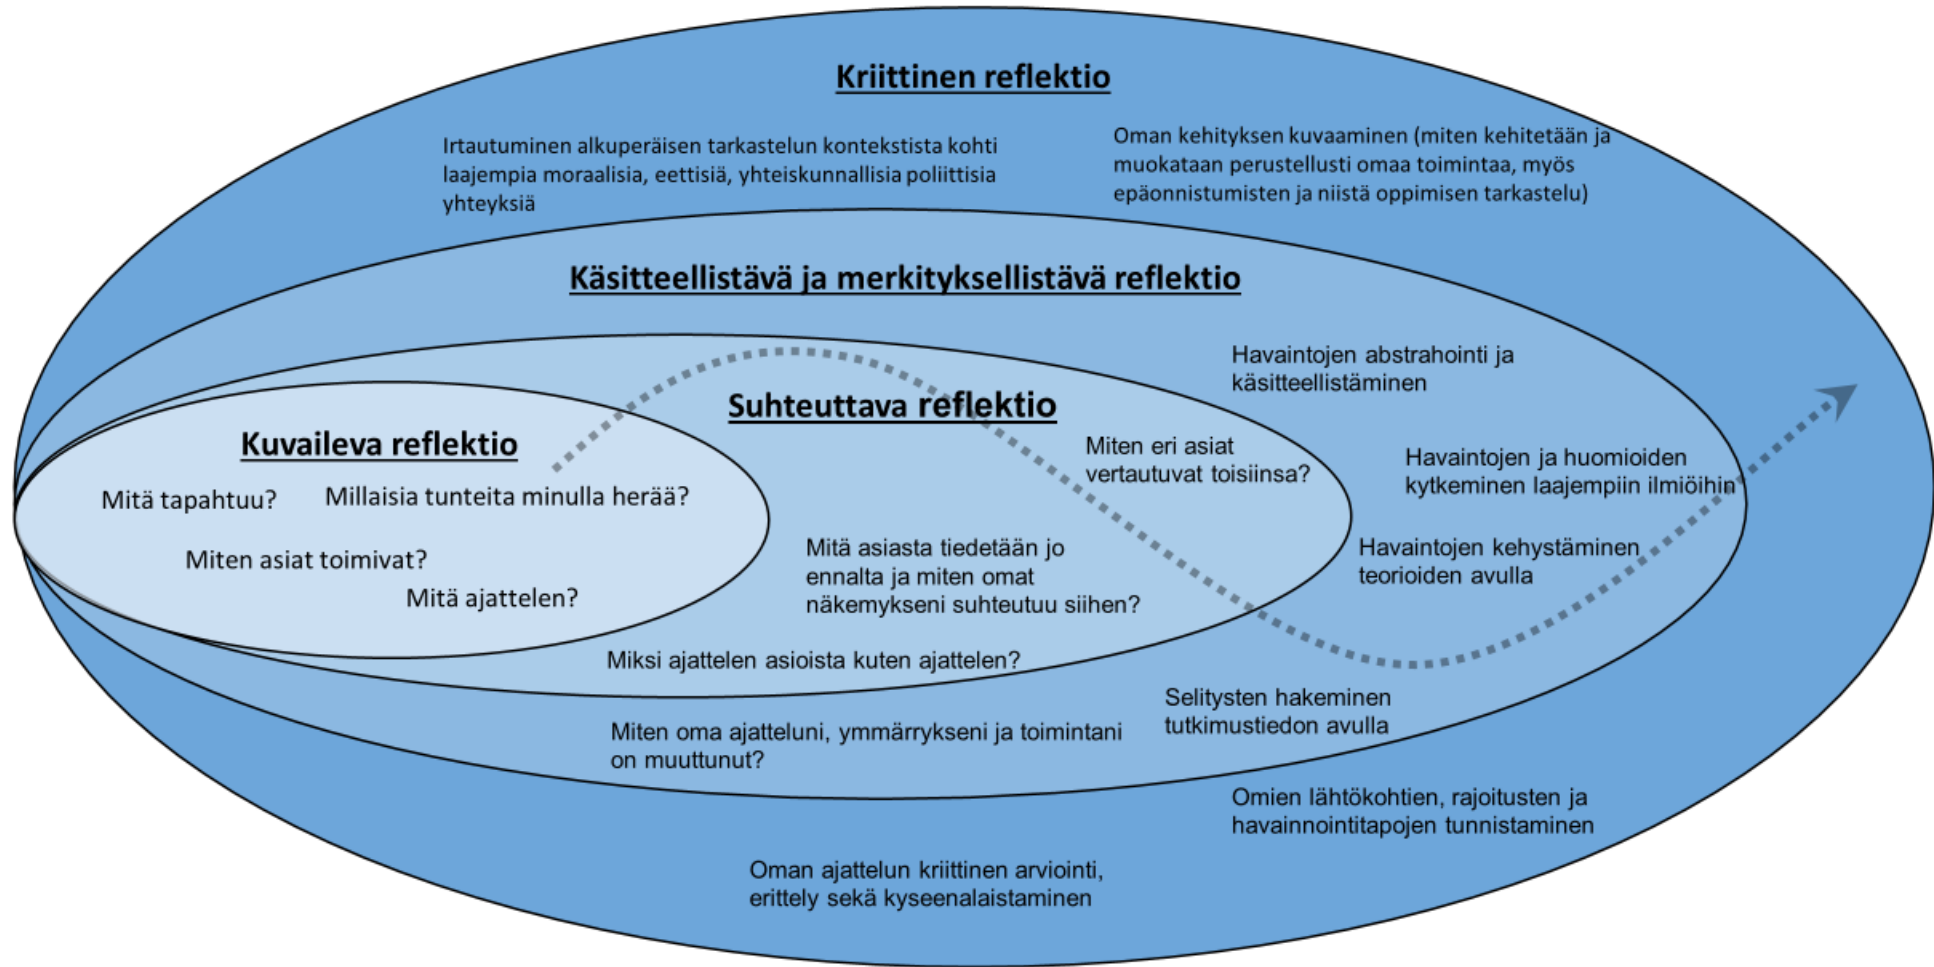 Kriittinen reflektio
Irtautuminen alkuperäisen tarkastelun kontekstista kohti
laajempia moraalisia, eettisiä, yhteiskunnallisia poliittisia
yhteyksiä
Oman kehityksen kuvaaminen (miten kehitetään ja
muokataan perustellusti omaa toimintaa, myös
epäonnistumisten ja niistä oppimisen tarkastelu)
Käsitteellistävä ja merkityksellistävä reflektio
Havaintojen abstrahointi ja
käsitteellistäminen
Suhteuttava reflektio
Kuvaileva reflektio
Miten eri asiat
vertautuvat toisiinsa?
Havaintojen ja huomioiden
kytkeminen laajempiin ilmiöihin
Mitä tapahtuu?
Millaisia tunteita minulla herää?
Miten asiat toimivat?
Mitä ajattelen?
Mitä asiasta tiedetään jo
ennalta ja miten omat
näkemykseni suhteutuu siihen?
Havaintojen kehystäminen
teorioiden avulla
Miksi ajattelen asioista kuten ajattelen?
Selitysten hakeminen
tutkimustiedon avulla
Miten oma ajatteluni, ymmärrykseni ja toimintani
on muuttunut?
Omien lähtökohtien, rajoitusten ja
havainnointitapojen tunnistaminen
Oman ajattelun kriittinen arviointi,
erittely sekä kyseenalaistaminen